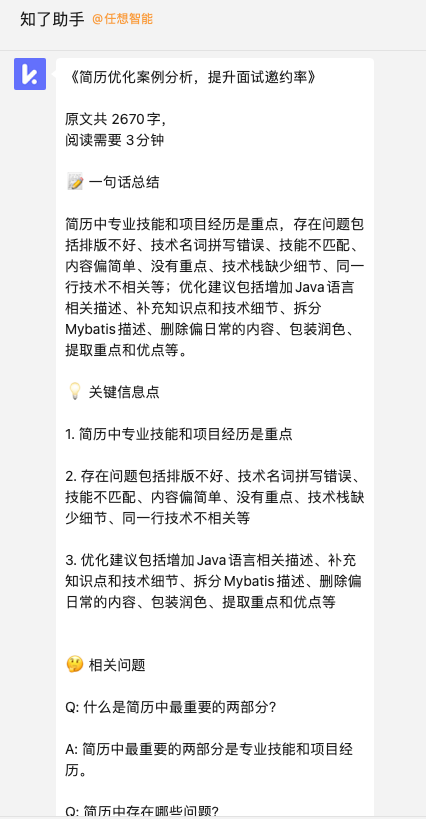 知了助手 @任想智能
《简历优化案例分析，提升面试邀约率》
原文共 2670 字，
阅读需要 3 分钟
📝 一句话总结
简历中专业技能和项目经历是重点，存在问题包
括排版不好、技术名词拼写错误、技能不匹配、
内容偏简单、没有重点、技术栈缺少细节、同一
行技术不相关等；优化建议包括增加 Java 语言
相关描述、补充知识点和技术细节、拆分
Mybatis 描述、删除偏日常的内容、包装润色、
提取重点和优点等。
💡 关键信息点
1. 简历中专业技能和项目经历是重点
2. 存在问题包括排版不好、技术名词拼写错误、
技能不匹配、内容偏简单、没有重点、技术栈缺
少细节、同一行技术不相关等
3. 优化建议包括增加 Java 语言相关描述、补充
知识点和技术细节、拆分 Mybatis 描述、删除偏
日常的内容、包装润色、提取重点和优点等
🤔 相关问题
Q: 什么是简历中最重要的两部分?
A: 简历中最重要的两部分是专业技能和项目经
历。
Q: 简历中存在哪些问题?